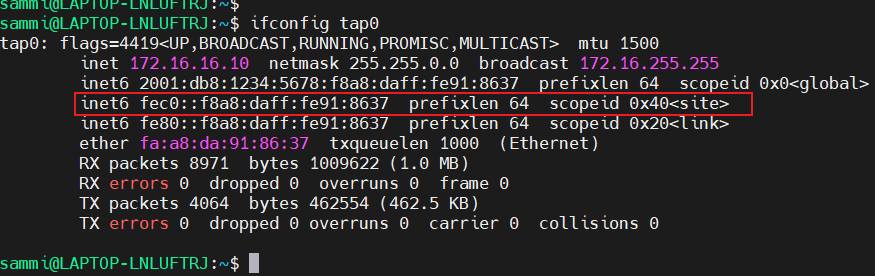 sammi@LAPTOP-LNLUFTRJ:~$
sammi@LAPTOP-LNLUFTRJ:~$ ifconfig tap0
tap0: flags=4419<UP,BROADCAST,RUNNING,PROMISC,MULTICAST>  mtu 1500
        inet 172.16.16.10  netmask 255.255.0.0  broadcast 172.16.255.255
        inet6 2001:db8:1234:5678:f8a8:daff:fe91:8637  prefixlen 64  scopeid 0x0<global>
        inet6 fec0::f8a8:daff:fe91:8637  prefixlen 64  scopeid 0x40<site>
        inet6 fe80::f8a8:daff:fe91:8637  prefixlen 64  scopeid 0x20<link>
        ether fa:a8:da:91:86:37  txqueuelen 1000  (Ethernet)
        RX packets 8971  bytes 1009622 (1.0 MB)
        RX errors 0  dropped 0  overruns 0  frame 0
        TX packets 4064  bytes 462554 (462.5 KB)
        TX errors 0  dropped 0 overruns 0  carrier 0  collisions 0

sammi@LAPTOP-LNLUFTRJ:~$